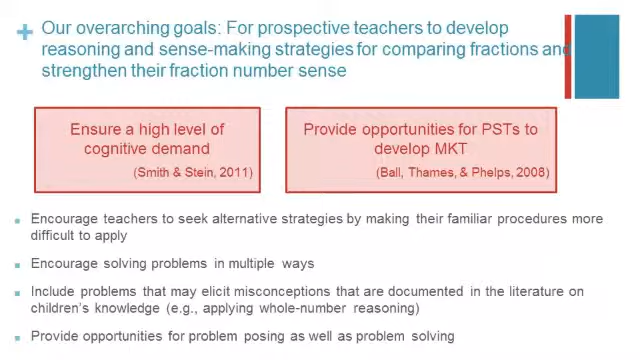 + Our overarching goals: For prospective teachers to develop
reasoning and sense-making strategies for comparing fractions and
strengthen their fraction number sense
Ensure a high level of
cognitive demand
(Smith & Stein, 2011)
Provide opportunities for PSTs to
develop MKT
(Ball, Thames, & Phelps, 2008)
Encourage teachers to seek alternative strategies by making their familiar procedures more
difficult to apply
Encourage solving problems in multiple ways
Include problems that may elicit misconceptions that are documented in the literature on
children's knowledge (e.g., applying whole-number reasoning)
Provide opportunities for problem posing as well as problem solving